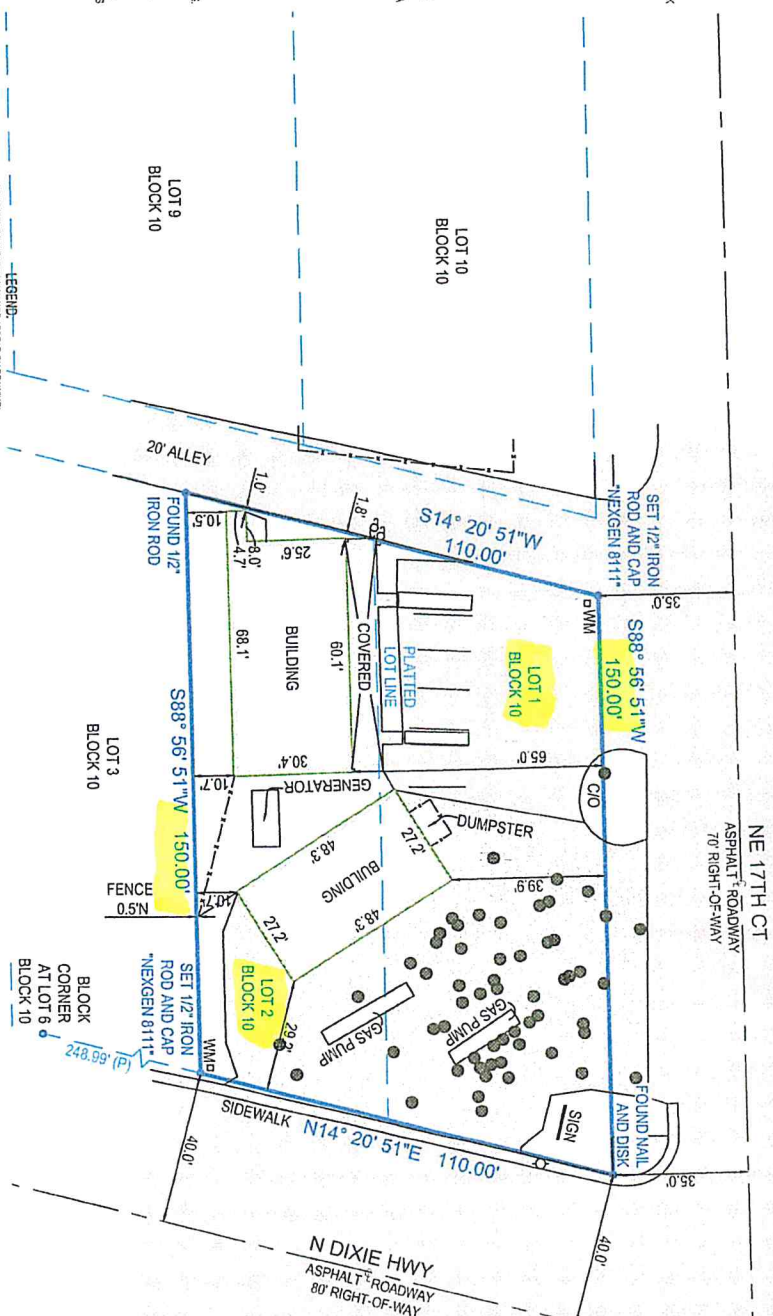 NE 17TH CT
ASPHALT ROADWAY
70' RIGHT-OF-WAY
35.0'
S88° 56' 51"W
150.00'
SET 1/2" IRON
ROD AND CAP
"NEXGEN 8111"
WM
C/O
FOUND NAIL
AND DISK
35.0'
SIGN
LOT 10
BLOCK 10
LOT 1
BLOCK 10
65.0'
39.9'
S14° 20' 51"W
110.00'
PLATTED
LOT LINE
DUMPSTER
27.2'
GAS PUMP
GAS PUMP
1.8'
COVERED
60.1'
GENERATOR
48.3'
BUILDING
48.3'
27.2'
LOT 9
BLOCK 10
20' ALLEY
1.0'
25.6'
8.0'
4.7'
BUILDING
30.4'
68.1'
10.5'
10.7'
10.7'
LOT 2
BLOCK 10
29.2'
FOUND 1/2"
IRON ROD
S88° 56' 51"W 150.00'
FENCE
0.5'N
SET 1/2" IRON
ROD AND CAP
"NEXGEN 8111"
WM
SIDEWALK
N14° 20' 51"E 110.00'
40.0'
40.0'
N DIXIE HWY
ASPHALT ROADWAY
80' RIGHT-OF-WAY
LOT 3
BLOCK 10
BLOCK
CORNER
AT LOT 6
BLOCK 10
248.99' (P)
LEGEND: